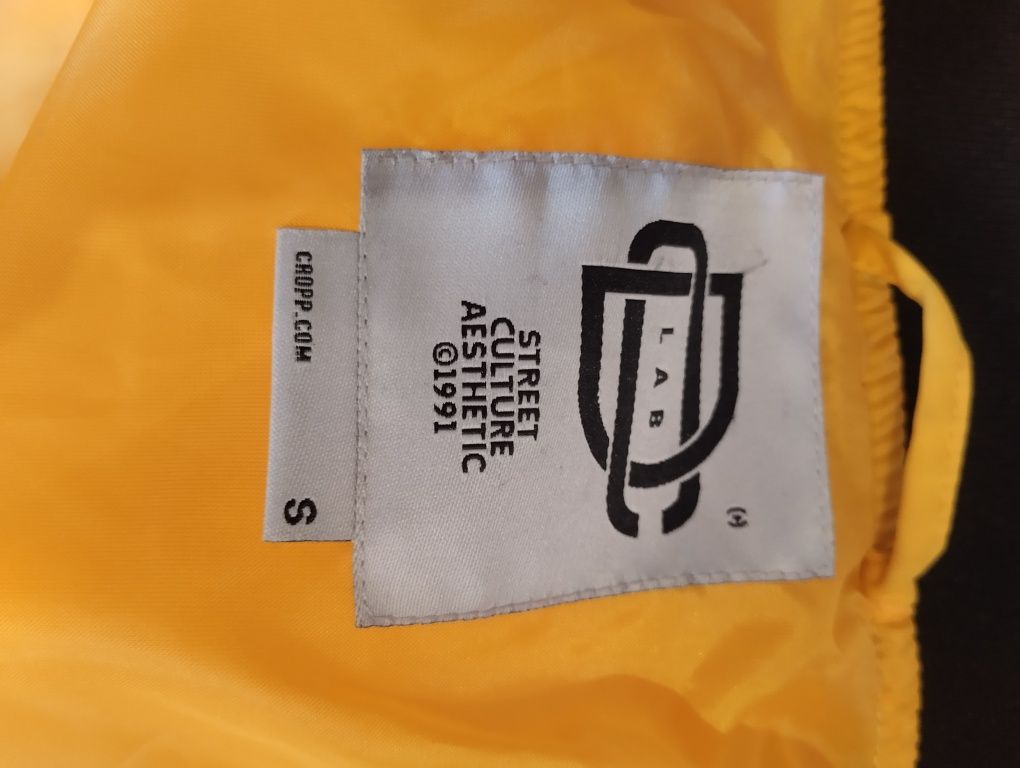 (+)
LAB
STREET
CULTURE
AESTHETIC
©1991
CROPP.COM
S